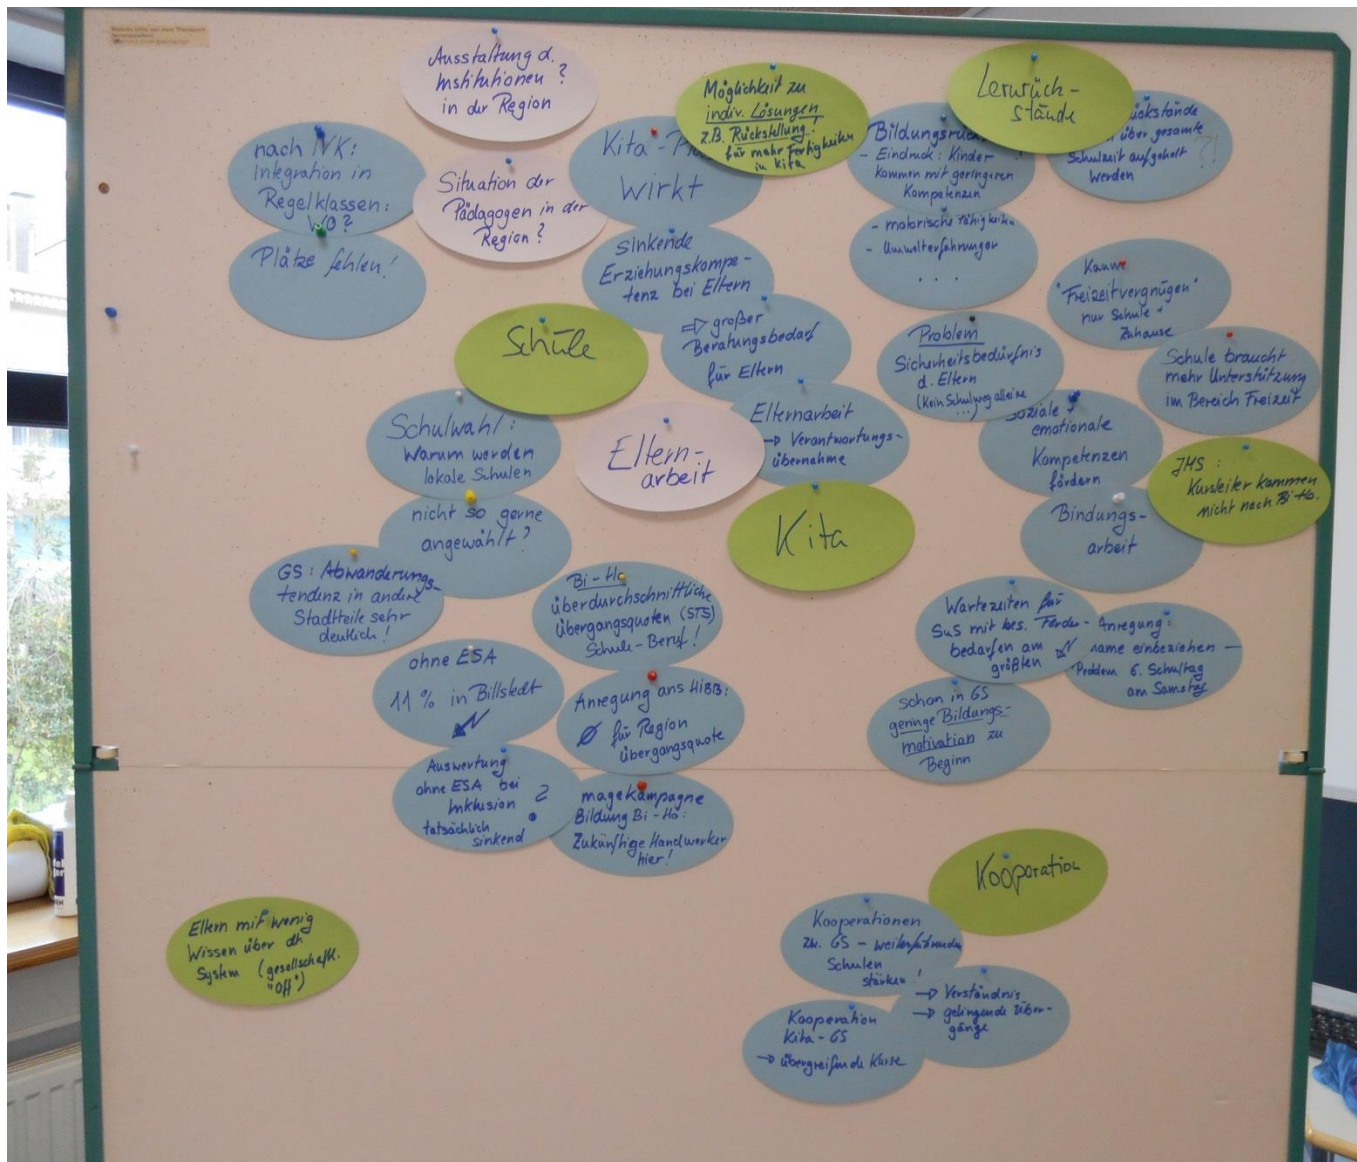 Ausstattung d.
Institutionen ?
in der Region
Situation der
Pädagogen in der
Region ?
nach IVK:
Integration in
Regelklassen:
WO?
Plätze fehlen!
Kita-
wirkt
Möglichkeit zu
indiv. Lösungen
z.B. Rückstellung!
für mehr Fertigkeiten
in Kita
sinkende
Erziehungskompe-
tenz bei Eltern
⇒ großer
Beratungsbedarf
für Eltern
Elternarbeit
→ Verantwortungs-
übernahme
Lernrück-
stände
- Eindruck: Kinder
kommen mit geringeren
Kompetenzen
- motorische Fähigkeiten
- Umwelterfahrungen
. . .
über gesamte
Schulzeit aufgeholt
werden ?!
Kaum
"Freizeitvergnügen"
nur Schule +
Zuhause
Schule braucht
mehr Unterstützung
im Bereich Freizeit
Problem
Sicherheitsbedürfnis
d. Eltern
(Kein Schulweg alleine
...)
Soziale +
emotionale
Kompetenzen
fördern
Bindungs-
arbeit
JMS :
Kursleiter kommen
nicht nach Bi-Ho.
Schule
Schulwahl:
Warum werden
lokale Schulen
nicht so gerne
angewählt?
GS: Abwanderungs-
tendenz in andere
Stadtteile sehr
deutlich!
Eltern-
arbeit
Kita
Bi-Ho
überdurchschnittliche
Übergangsquoten (STS)
Schule-Beruf!
ohne ESA
11 % in Billstedt
Anregung ans HIBB:
Ø für Region
Übergangsquote
Auswertung
ohne ESA bei
Inklusion ?
tatsächlich
sinkend
magekampagne
Bildung Bi-Ho:
Zukünftige Handwerker
hier!
Wartezeiten für
SuS mit bes. Förder-
bedarfen am
größten
Anregung:
einbeziehen —
Problem 6. Schultag
am Samstag
schon in GS
geringe Bildungs-
motivation zu
Beginn
Kooperation
Kooperationen
zw. GS - weiterführenden
Schulen
stärken!
→ Verständnis
→ gelingende Über-
gänge
Kooperation
Kita-GS
→ übergreifende Kurse
Eltern mit wenig
Wissen über
System (gesellschaftl.
"Off")